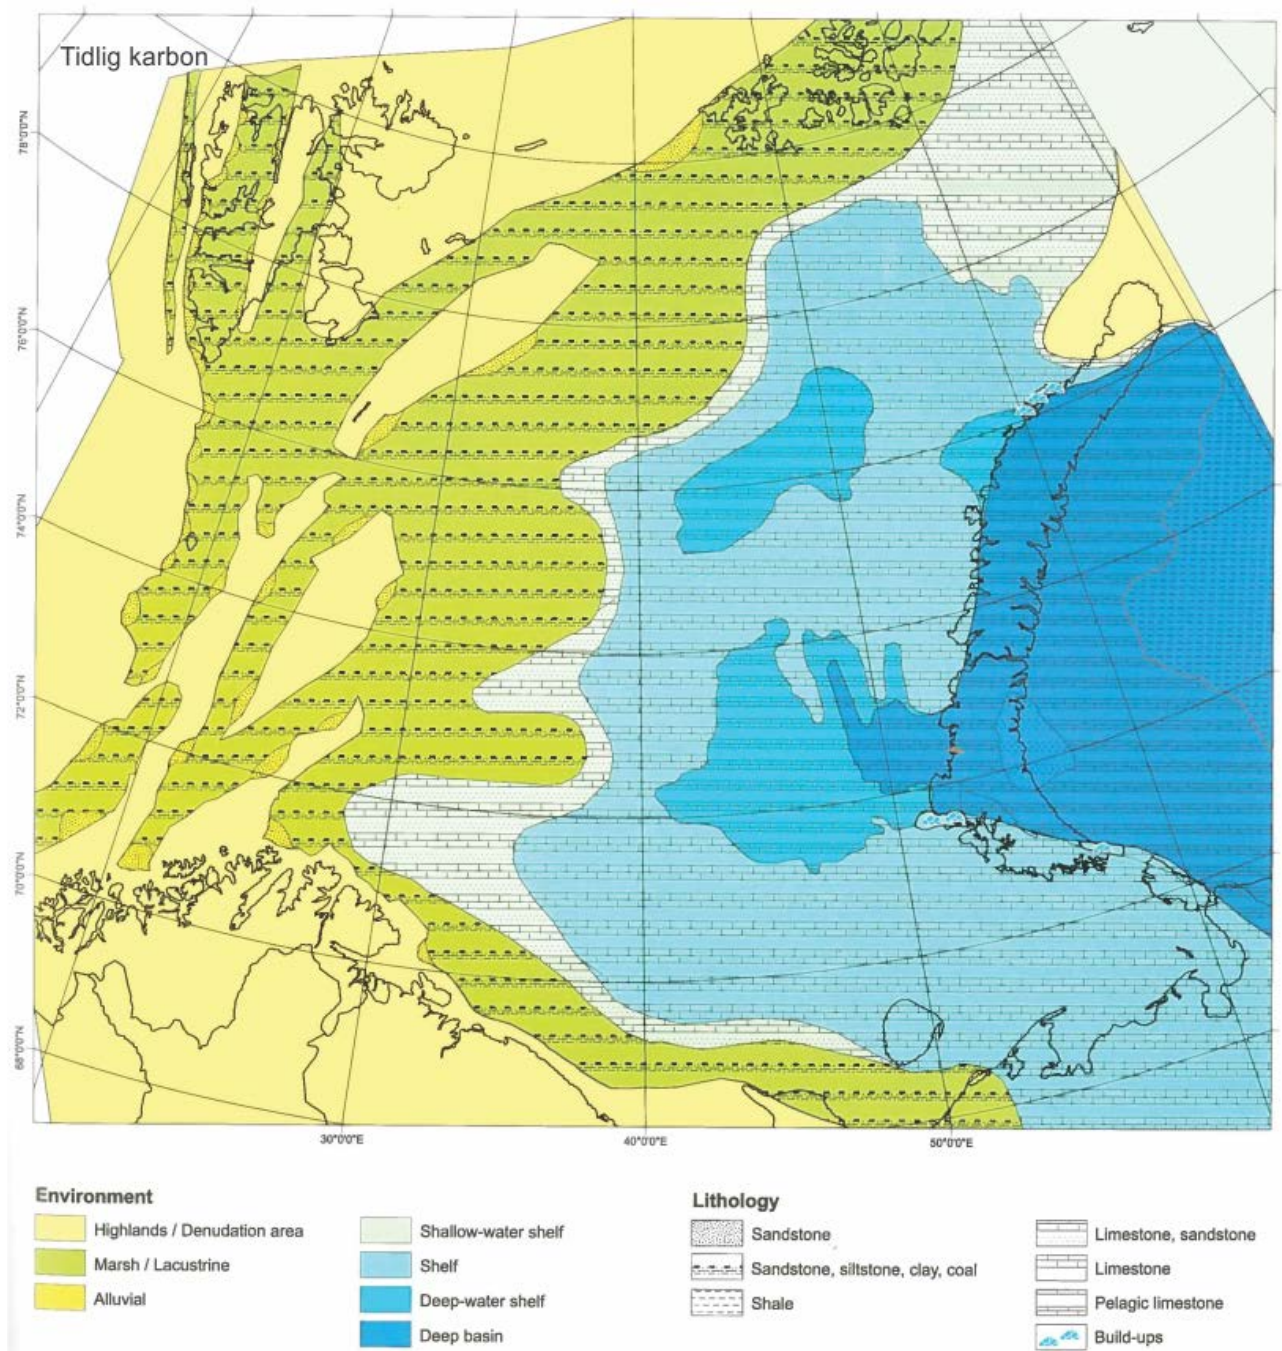 Tidlig karbon
78°0'0"N
76°0'0"N
74°0'0"N
72°0'0"N
70°0'0"N
68°0'0"N
30°0'0"E
40°0'0"E
50°0'0"E
Environment
Highlands / Denudation area
Marsh / Lacustrine
Alluvial
Shallow-water shelf
Shelf
Deep-water shelf
Deep basin
Lithology
Sandstone
Sandstone, siltstone, clay, coal
Shale
Limestone, sandstone
Limestone
Pelagic limestone
Build-ups